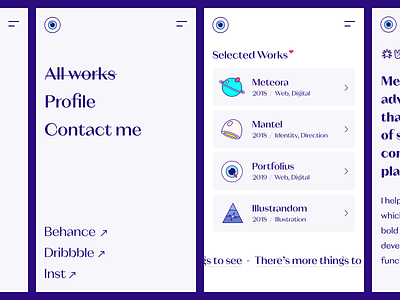 All works
Profile
Contact me
Behance ↗
Dribbble ↗
Inst ↗
Selected Works
Meteora
2018 / Web, Digital
Mantel
2018 / Identity, Direction
Portfolius
2019 / Web, Digital
Illustrandom
2018 / Illustration
gs to see - There's more things to
Me
adv
tha
of s
con
pla
I help
which
bold
deve
func